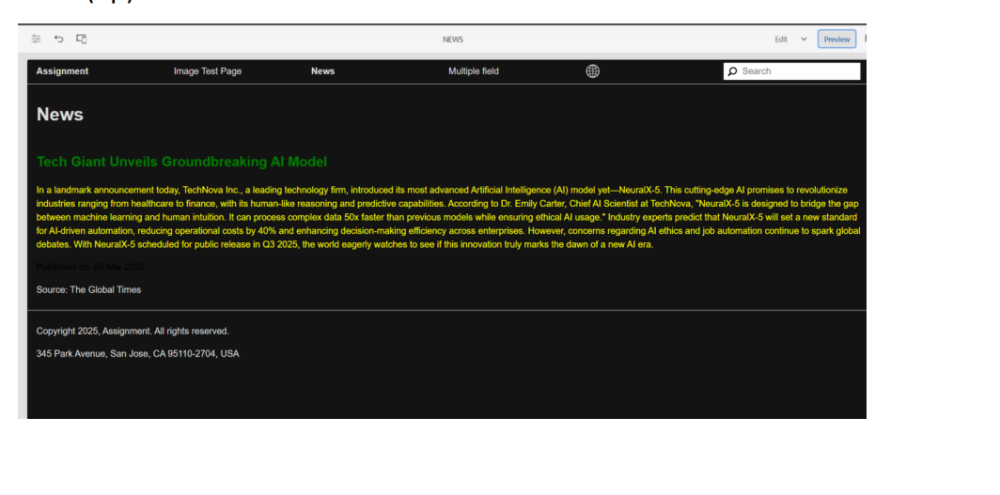 NEWS
Edit Preview
Assignment Image Test Page News Multiple field Search
News
Tech Giant Unveils Groundbreaking AI Model
In a landmark announcement today, TechNova Inc., a leading technology firm, introduced its most advanced Artificial Intelligence (AI) model yet—NeuralX-5. This cutting-edge AI promises to revolutionize
industries ranging from healthcare to finance, with its human-like reasoning and predictive capabilities. According to Dr. Emily Carter, Chief AI Scientist at TechNova, "NeuralX-5 is designed to bridge the gap
between machine learning and human intuition. It can process complex data 50x faster than previous models while ensuring ethical AI usage." Industry experts predict that NeuralX-5 will set a new standard
for AI-driven automation, reducing operational costs by 40% and enhancing decision-making efficiency across enterprises. However, concerns regarding AI ethics and job automation continue to spark global
debates. With NeuralX-5 scheduled for public release in Q3 2025, the world eagerly watches to see if this innovation truly marks the dawn of a new AI era.
Published on: 05 Mar 2025
Source: The Global Times
Copyright 2025, Assignment. All rights reserved.
345 Park Avenue, San Jose, CA 95110-2704, USA